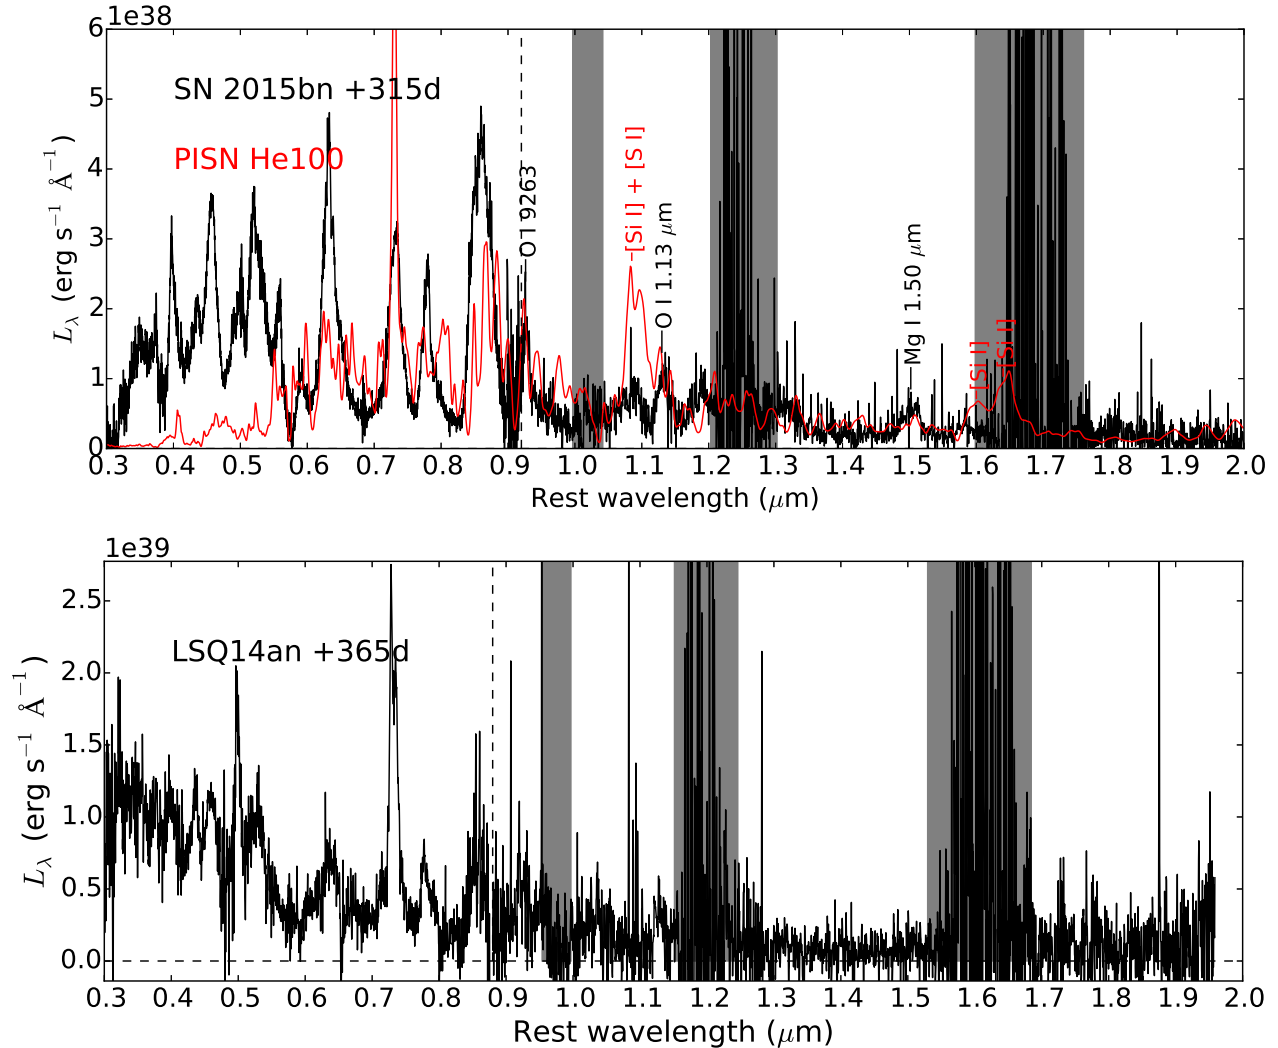 1e38
6
5
4
3
2
1
0
SN 2015bn +315d
PISN He100
O I 9263
[Si I] + [S I]
O I 1.13 μm
Mg I 1.50 μm
[Si I]
[Si I]
Lλ (erg s−1 Å−1)
0.3 0.4 0.5 0.6 0.7 0.8 0.9 1.0 1.1 1.2 1.3 1.4 1.5 1.6 1.7 1.8 1.9 2.0
Rest wavelength (μm)
1e39
2.5
2.0
1.5
1.0
0.5
0.0
LSQ14an +365d
Lλ (erg s−1 Å−1)
0.3 0.4 0.5 0.6 0.7 0.8 0.9 1.0 1.1 1.2 1.3 1.4 1.5 1.6 1.7 1.8 1.9 2.0
Rest wavelength (μm)